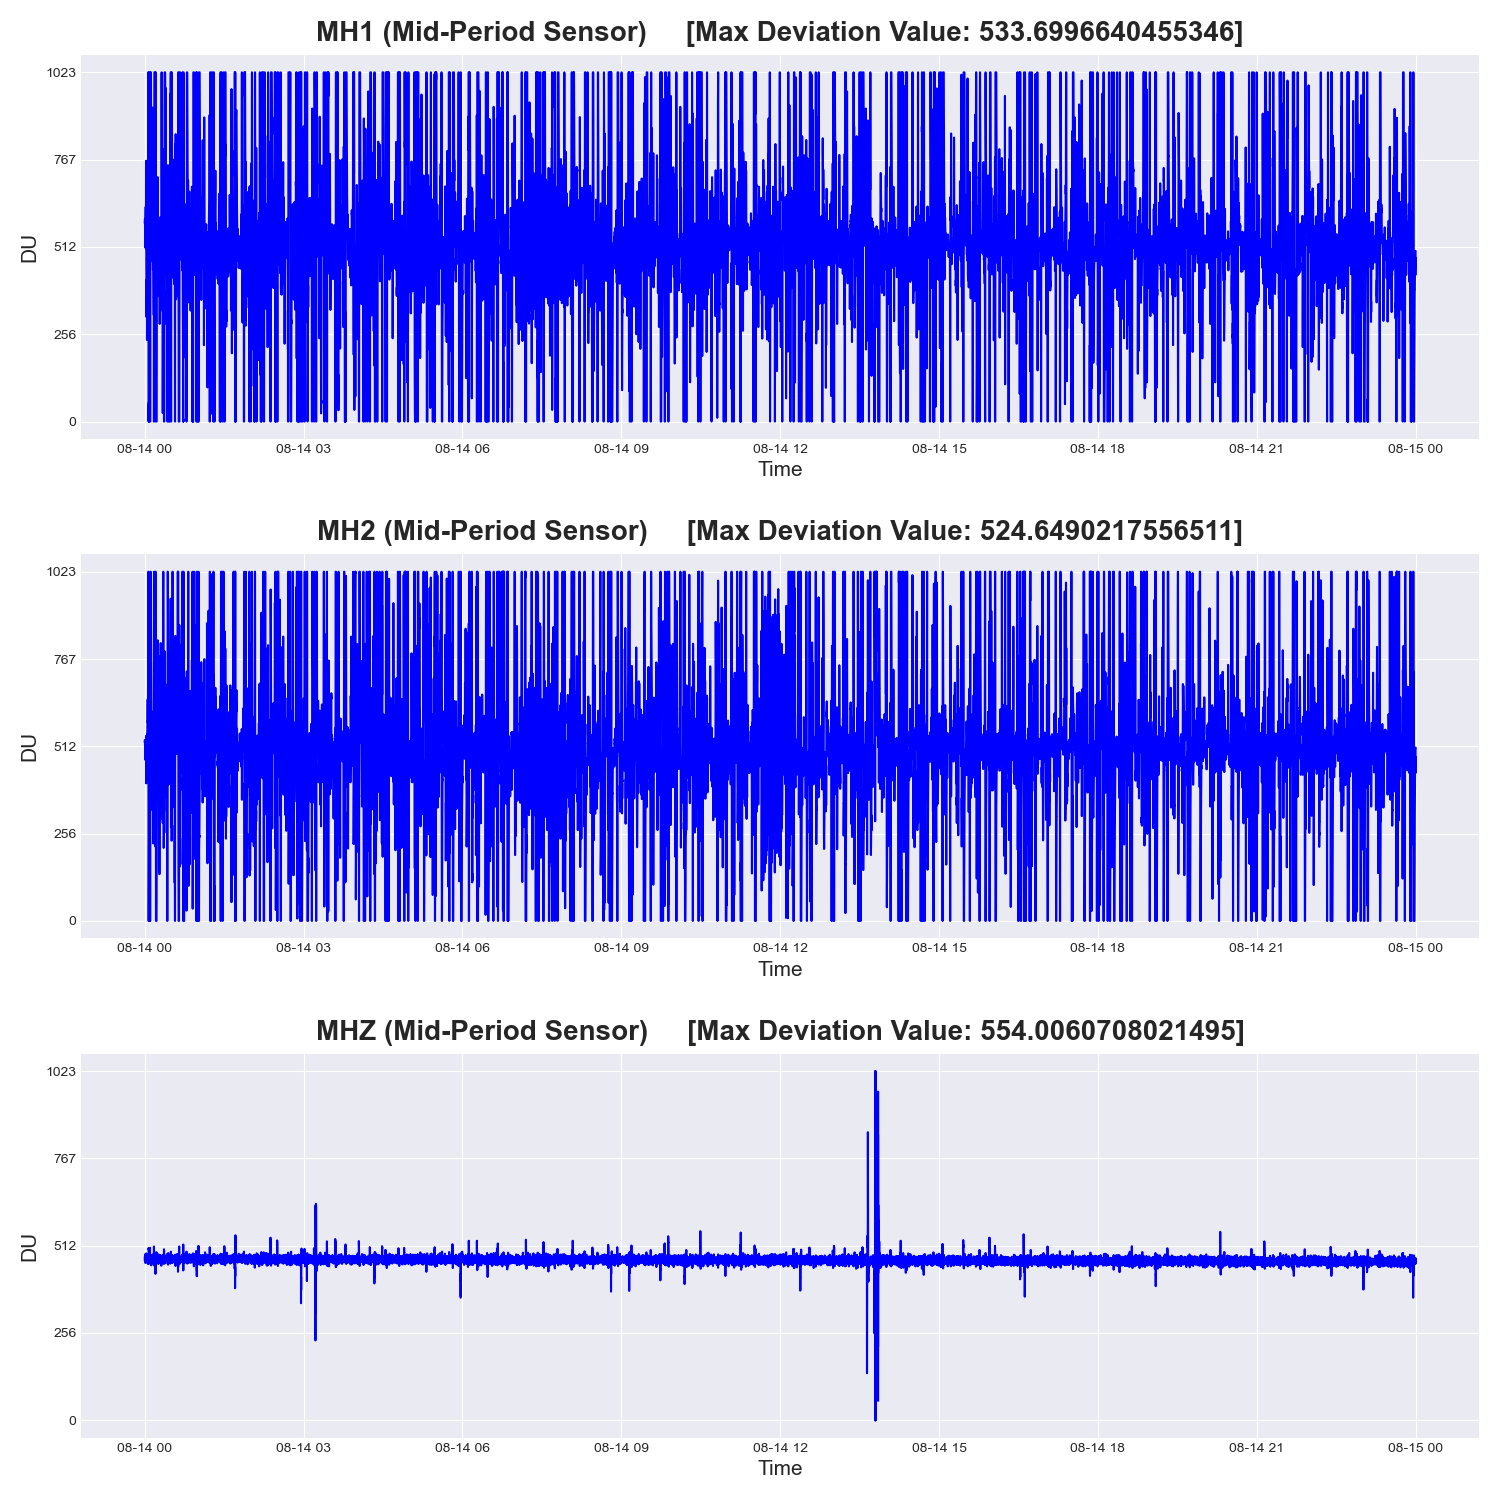 MH1 (Mid-Period Sensor) [Max Deviation Value: 533.6996640455346]
1023
767
512
256
0
DU
08-14 00 08-14 03 08-14 06 08-14 09 08-14 12 08-14 15 08-14 18 08-14 21 08-15 00
Time
MH2 (Mid-Period Sensor) [Max Deviation Value: 524.6490217556511]
1023
767
512
256
0
DU
08-14 00 08-14 03 08-14 06 08-14 09 08-14 12 08-14 15 08-14 18 08-14 21 08-15 00
Time
MHZ (Mid-Period Sensor) [Max Deviation Value: 554.0060708021495]
1023
767
512
256
0
DU
08-14 00 08-14 03 08-14 06 08-14 09 08-14 12 08-14 15 08-14 18 08-14 21 08-15 00
Time